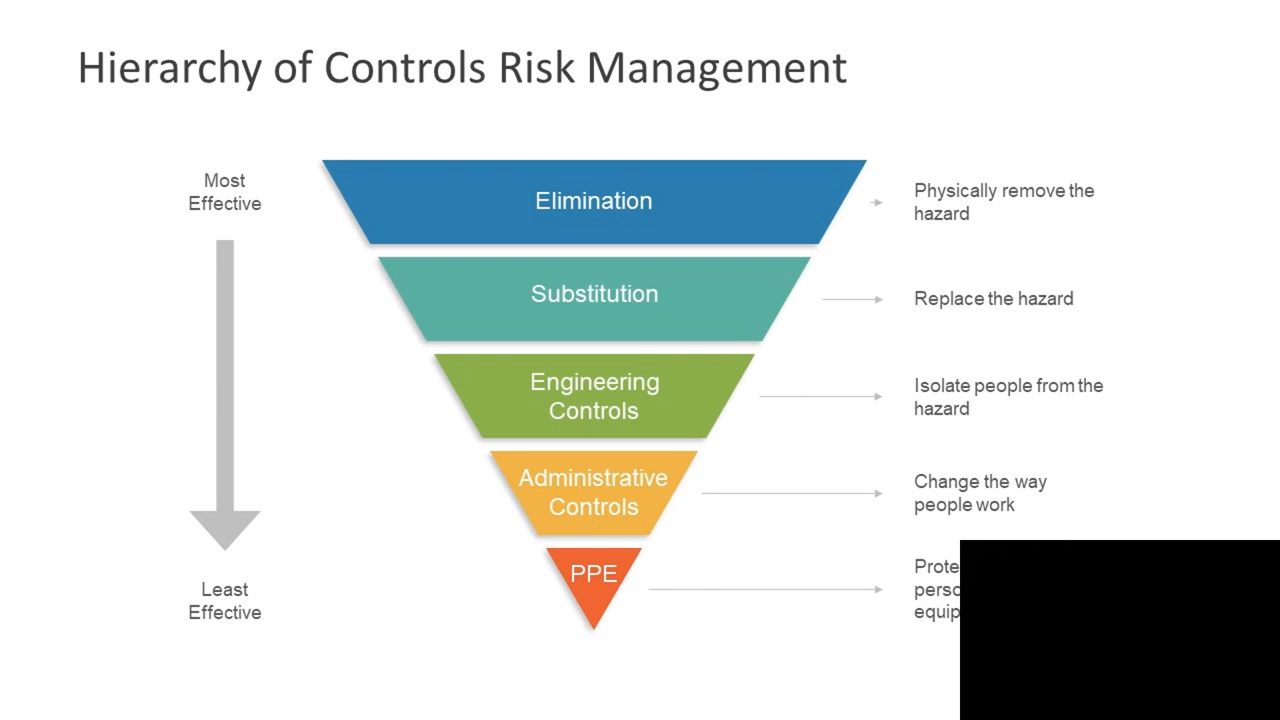 Hierarchy of Controls Risk Management
Most
Effective
Elimination
Physically remove the
hazard
Substitution
Replace the hazard
Engineering
Controls
Isolate people from the
hazard
Administrative
Controls
Change the way
people work
PPE
Least
Effective